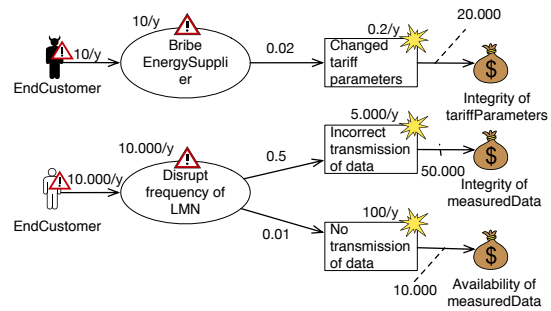 10/y
0.2/y
20.000
10/y
Bribe
EnergySuppli
er
0.02
Changed
tariff
parameters
$
EndCustomer
Integrity of
tariffParameters
10.000/y
5.000/y
10.000/y
Disrupt
frequency of
LMN
0.5
Incorrect
transmission
of data
50.000
$
Integrity of
measuredData
EndCustomer
0.01
100/y
No
transmission
of data
10.000
$
Availability of
measuredData